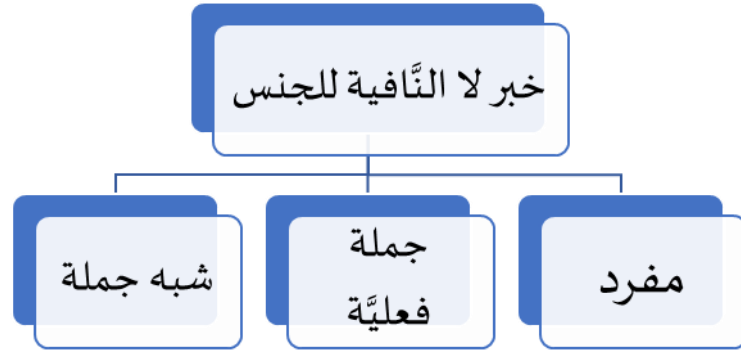 خبر لا النَّافية للجنس
مفرد
جملة
فعليَّة
شبه جملة